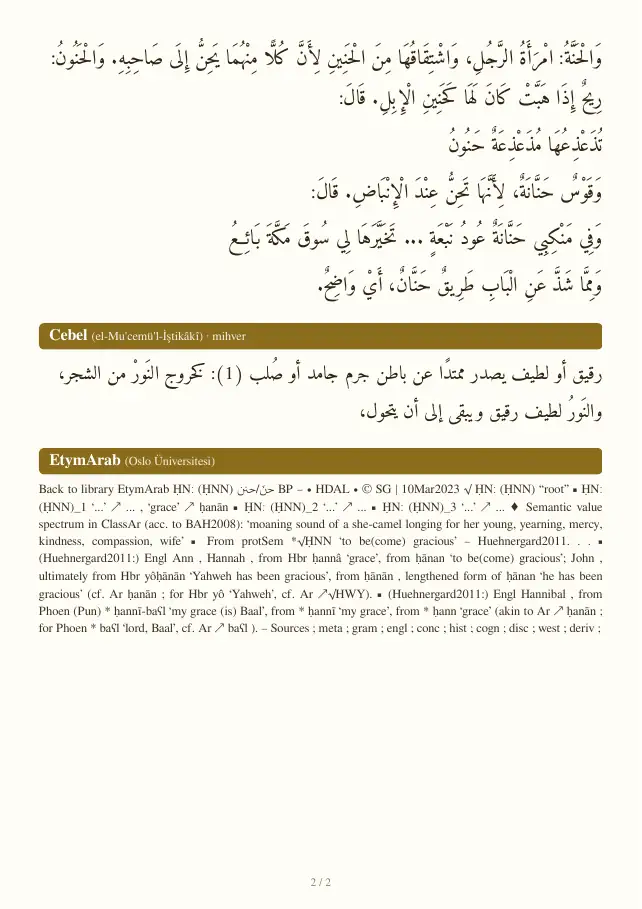 وَالْحَنَّةُ: امْرَأَةُ الرَّجُلِ، وَاشْتِقَاقُهَا مِنَ الْحَنِينِ لِأَنَّ كُلًّا مِنْهُمَا يَحِنُّ إِلَى صَاحِبِهِ. وَالْحَنُونُ:
رِيحٌ إِذَا هَبَّتْ كَانَ لَهَا كَحَنِينِ الْإِبِلِ. قَالَ:
تُذَعْذِعُهَا مُذَعْذِعَةٌ حَنُونُ
وَقَوْسٌ حَنَّانَةٌ، لِأَنَّهَا تَحِنُّ عِنْدَ الْإِنْبَاضِ. قَالَ:
وَفِي مَنْكِبِي حَنَّانَةٌ عُودُ نَبْعَةٍ ... تَخَيَّرَهَا لِي سُوقَ مَكَّةَ بَائِعُ
وَمِمَّا شَذَّ عَنِ الْبَابِ طَرِيقٌ حَنَّانٌ، أَيْ وَاضِحٌ.
Cebel (el-Mu'cemü'l-İştikâkî) · mihver
رقيق أو لطيف يصدر ممتدًا عن باطن جرم جامد أو صُلب (1): كخروج النَورْ من الشجر،
والنَورُ لطيف رقيق ويبقى إلى أن يتحول،
EtymArab (Oslo Üniversitesi)
Back to library EtymArab ḤN: (ḤNN) حنّ/حنن BP – • HDAL • © SG | 10Mar2023 √ ḤN: (ḤNN) “root” ▪ ḤN:
(ḤNN)_1 ‘...’ ↗ ... , ‘grace’ ↗ ḥanān ▪ ḤN: (ḤNN)_2 ‘...’ ↗ ... ▪ ḤN: (ḤNN)_3 ‘...’ ↗ ... ♦ Semantic value
spectrum in ClassAr (acc. to BAH2008): ‘moaning sound of a she-camel longing for her young, yearning, mercy,
kindness, compassion, wife’ ▪ From protSem *√ḤNN ‘to be(come) gracious’ – Huehnergard2011. . . ▪
(Huehnergard2011:) Engl Ann , Hannah , from Hbr ḥannâ ‘grace’, from ḥānan ‘to be(come) gracious’; John ,
ultimately from Hbr yôḥānān ‘Yahweh has been gracious’, from ḥānān , lengthened form of ḥānan ‘he has been
gracious’ (cf. Ar ḥanān ; for Hbr yô ‘Yahweh’, cf. Ar ↗√HWY). ▪ (Huehnergard2011:) Engl Hannibal , from
Phoen (Pun) * ḥannī-baʕl ‘my grace (is) Baal’, from * ḥannī ‘my grace’, from * ḥann ‘grace’ (akin to Ar ↗ ḥanān ;
for Phoen * baʕl ‘lord, Baal’, cf. Ar ↗ baʕl ). – Sources ; meta ; gram ; engl ; conc ; hist ; cogn ; disc ; west ; deriv ;
2 / 2